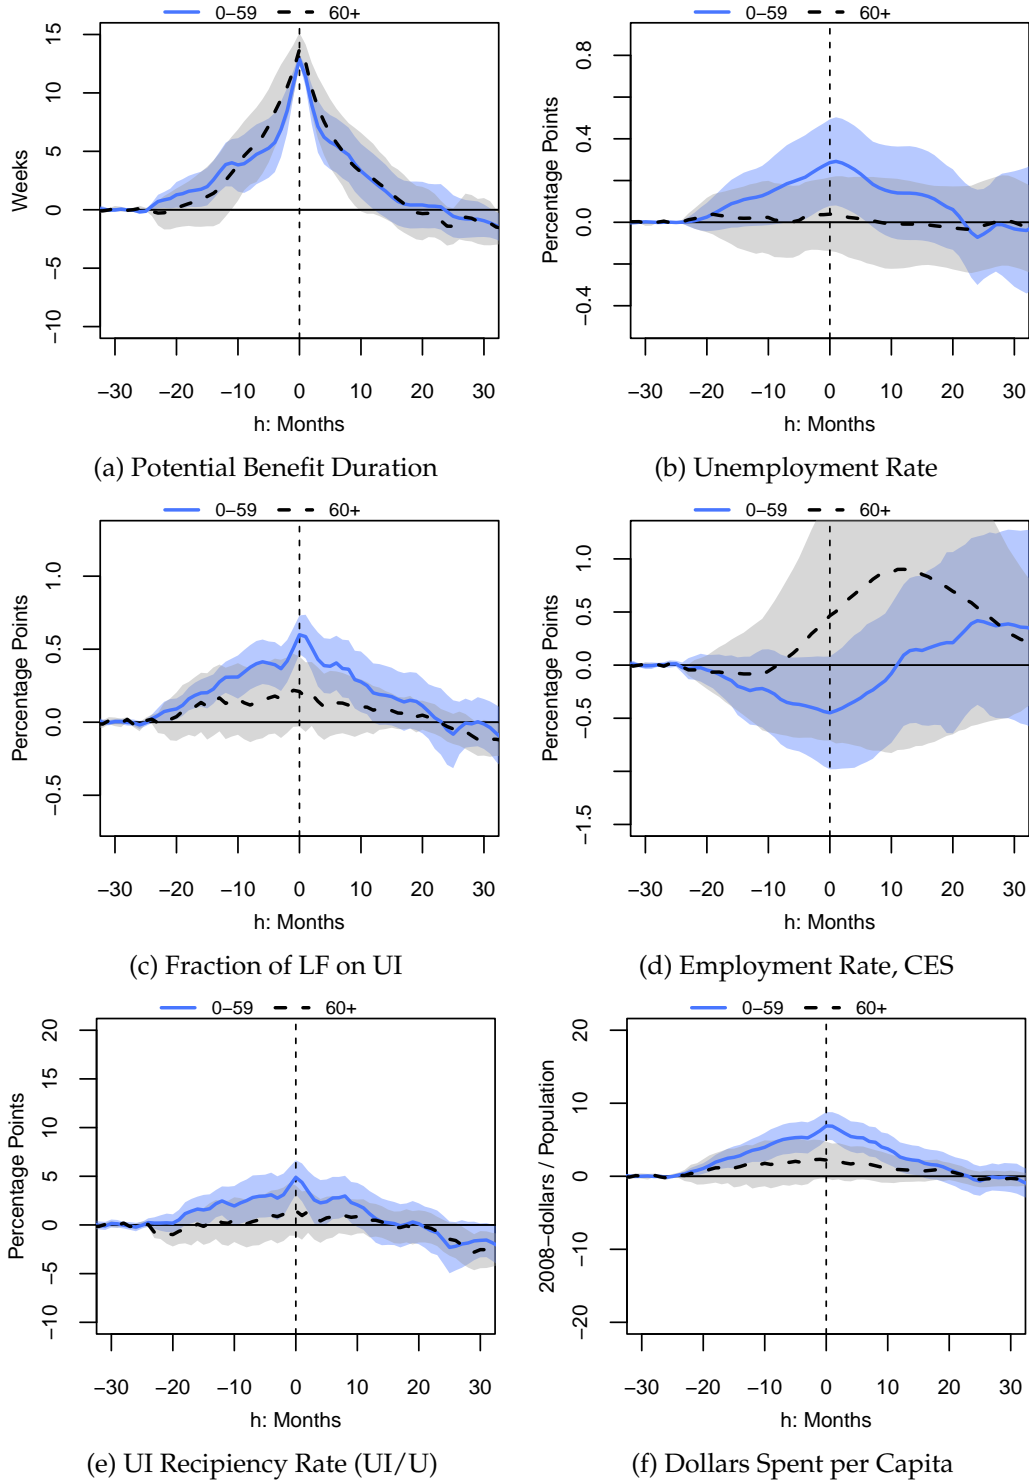 0−59 60+
15
10
5
0
−5
−10
Weeks
−30 −20 −10 0 10 20 30
h: Months
(a) Potential Benefit Duration
0−59 60+
0.8
0.4
0.0
−0.4
Percentage Points
−30 −20 −10 0 10 20 30
h: Months
(b) Unemployment Rate
0−59 60+
1.0
0.5
0.0
−0.5
Percentage Points
−30 −20 −10 0 10 20 30
h: Months
(c) Fraction of LF on UI
0−59 60+
1.0
0.5
0.0
−0.5
−1.5
Percentage Points
−30 −20 −10 0 10 20 30
h: Months
(d) Employment Rate, CES
0−59 60+
20
15
10
5
0
−5
−10
Percentage Points
−30 −20 −10 0 10 20 30
h: Months
(e) UI Recipiency Rate (UI/U)
0−59 60+
20
10
0
−10
−20
2008−dollars / Population
−30 −20 −10 0 10 20 30
h: Months
(f) Dollars Spent per Capita